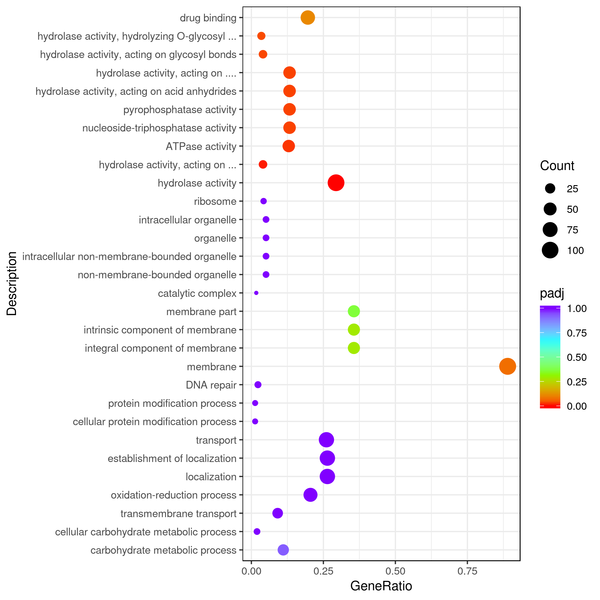 drug binding
hydrolase activity, hydrolyzing O-glycosyl ...
hydrolase activity, acting on glycosyl bonds
hydrolase activity, acting on ....
hydrolase activity, acting on acid anhydrides
pyrophosphatase activity
nucleoside-triphosphatase activity
ATPase activity
hydrolase activity, acting on ...
hydrolase activity
ribosome
intracellular organelle
organelle
intracellular non-membrane-bounded organelle
non-membrane-bounded organelle
catalytic complex
membrane part
intrinsic component of membrane
integral component of membrane
membrane
DNA repair
protein modification process
cellular protein modification process
transport
establishment of localization
localization
oxidation-reduction process
transmembrane transport
cellular carbohydrate metabolic process
carbohydrate metabolic process
Description
0.00 0.25 0.50 0.75
GeneRatio
Count
25
50
75
100
padj
1.00
0.75
0.50
0.25
0.00